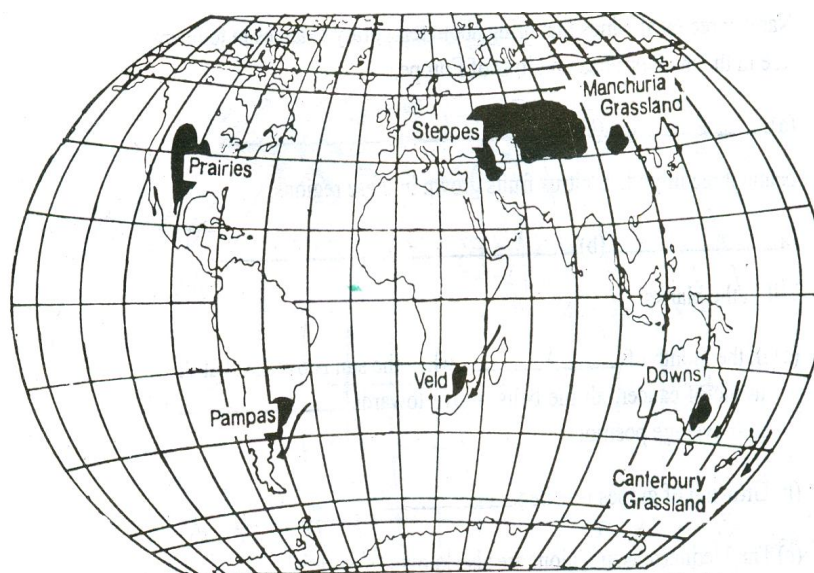 Manchuria
Grassland
Steppes
Prairies
Veld
Downs
Pampas
Canterbury
Grassland